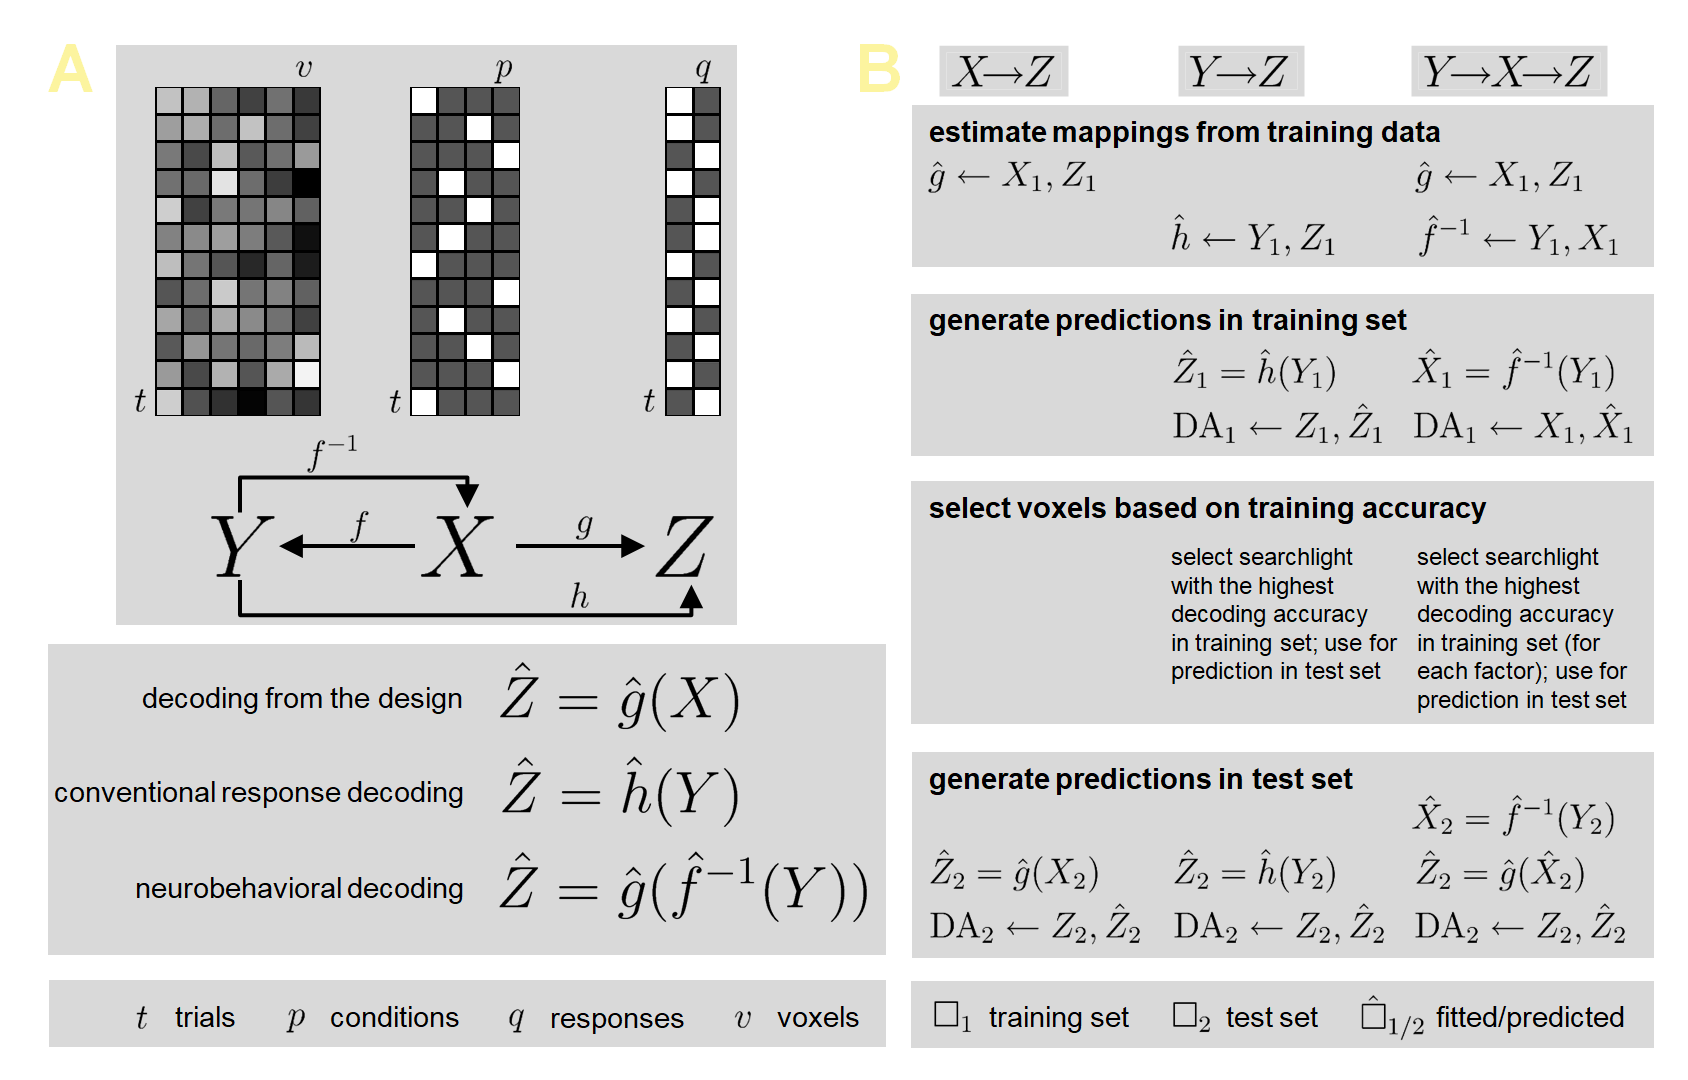 A
v p q
t t t
f⁻¹
Y f X g Z
h
decoding from the design Ẑ = ĝ(X)
conventional response decoding Ẑ = ĥ(Y)
neurobehavioral decoding Ẑ = ĝ(f̂⁻¹(Y))
t trials p conditions q responses v voxels
B
X→Z Y→Z Y→X→Z
estimate mappings from training data
ĝ ← X₁, Z₁ ĝ ← X₁, Z₁
ĥ ← Y₁, Z₁ f̂⁻¹ ← Y₁, X₁
generate predictions in training set
Ẑ₁ = ĥ(Y₁) X̂₁ = f̂⁻¹(Y₁)
DA₁ ← Z₁, Ẑ₁ DA₁ ← X₁, X̂₁
select voxels based on training accuracy
select searchlight
with the highest
decoding accuracy
in training set; use for
prediction in test set
select searchlight
with the highest
decoding accuracy
in training set (for
each factor); use for
prediction in test set
generate predictions in test set
X̂₂ = f̂⁻¹(Y₂)
Ẑ₂ = ĝ(X₂) Ẑ₂ = ĥ(Y₂) Ẑ₂ = ĝ(X̂₂)
DA₂ ← Z₂, Ẑ₂ DA₂ ← Z₂, Ẑ₂ DA₂ ← Z₂, Ẑ₂
□₁ training set □₂ test set □̂₁/₂ fitted/predicted